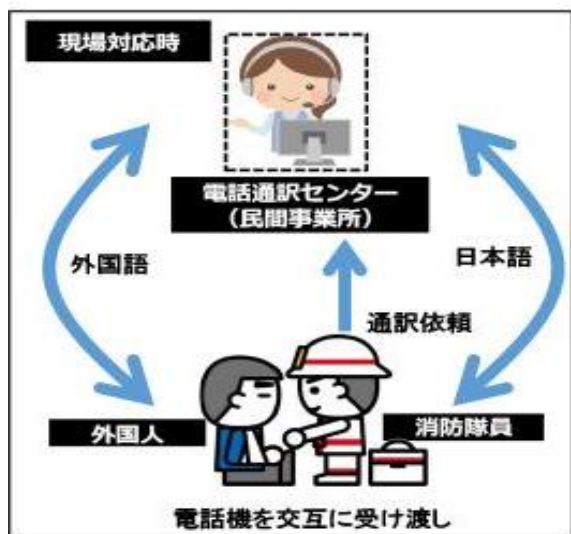 現場対応時
電話通訳センター
（民間事業所）
外国語
日本語
通訳依頼
外国人
消防隊員
電話機を交互に受け渡し